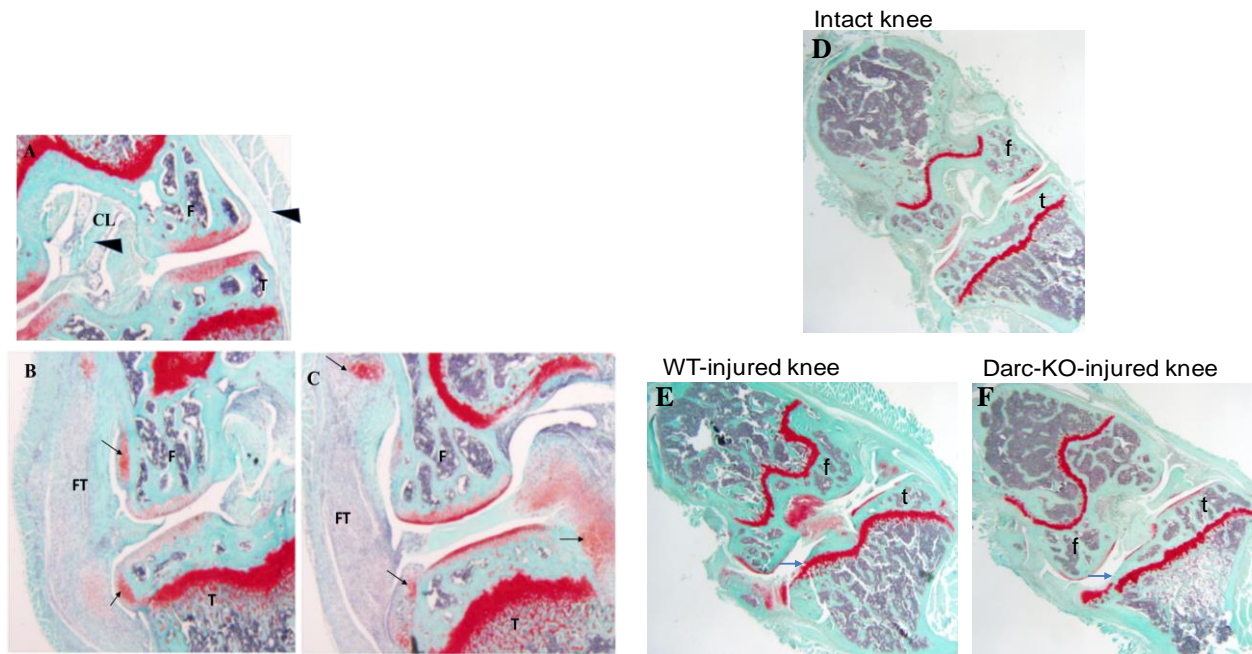 Intact knee
D
f
t
A
CL
F
T
B
F
FT
T
C
F
FT
T
WT-injured knee
E
f
t
Darc-KO-injured knee
F
t
f